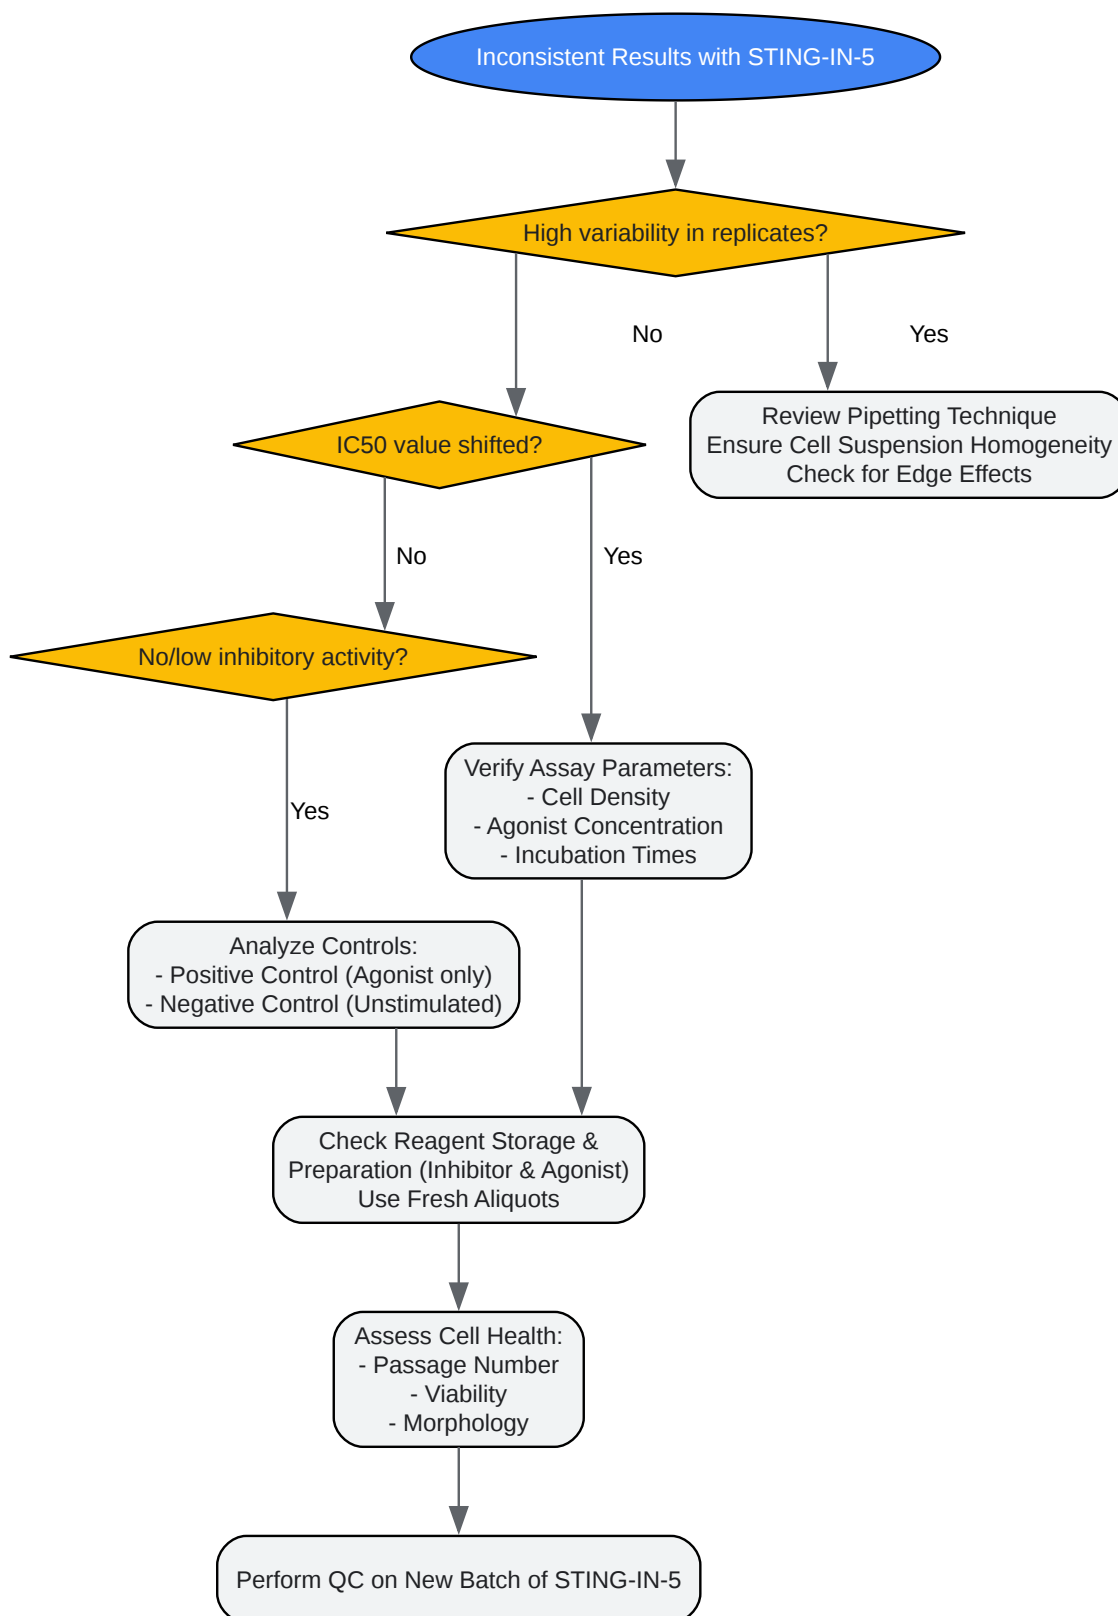 Inconsistent Results with STING-IN-5
High variability in replicates?
No
Yes
Review Pipetting Technique
Ensure Cell Suspension Homogeneity
Check for Edge Effects
IC50 value shifted?
No
Yes
No/low inhibitory activity?
Verify Assay Parameters:
- Cell Density
- Agonist Concentration
- Incubation Times
Yes
Analyze Controls:
- Positive Control (Agonist only)
- Negative Control (Unstimulated)
Check Reagent Storage &
Preparation (Inhibitor & Agonist)
Use Fresh Aliquots
Assess Cell Health:
- Passage Number
- Viability
- Morphology
Perform QC on New Batch of STING-IN-5